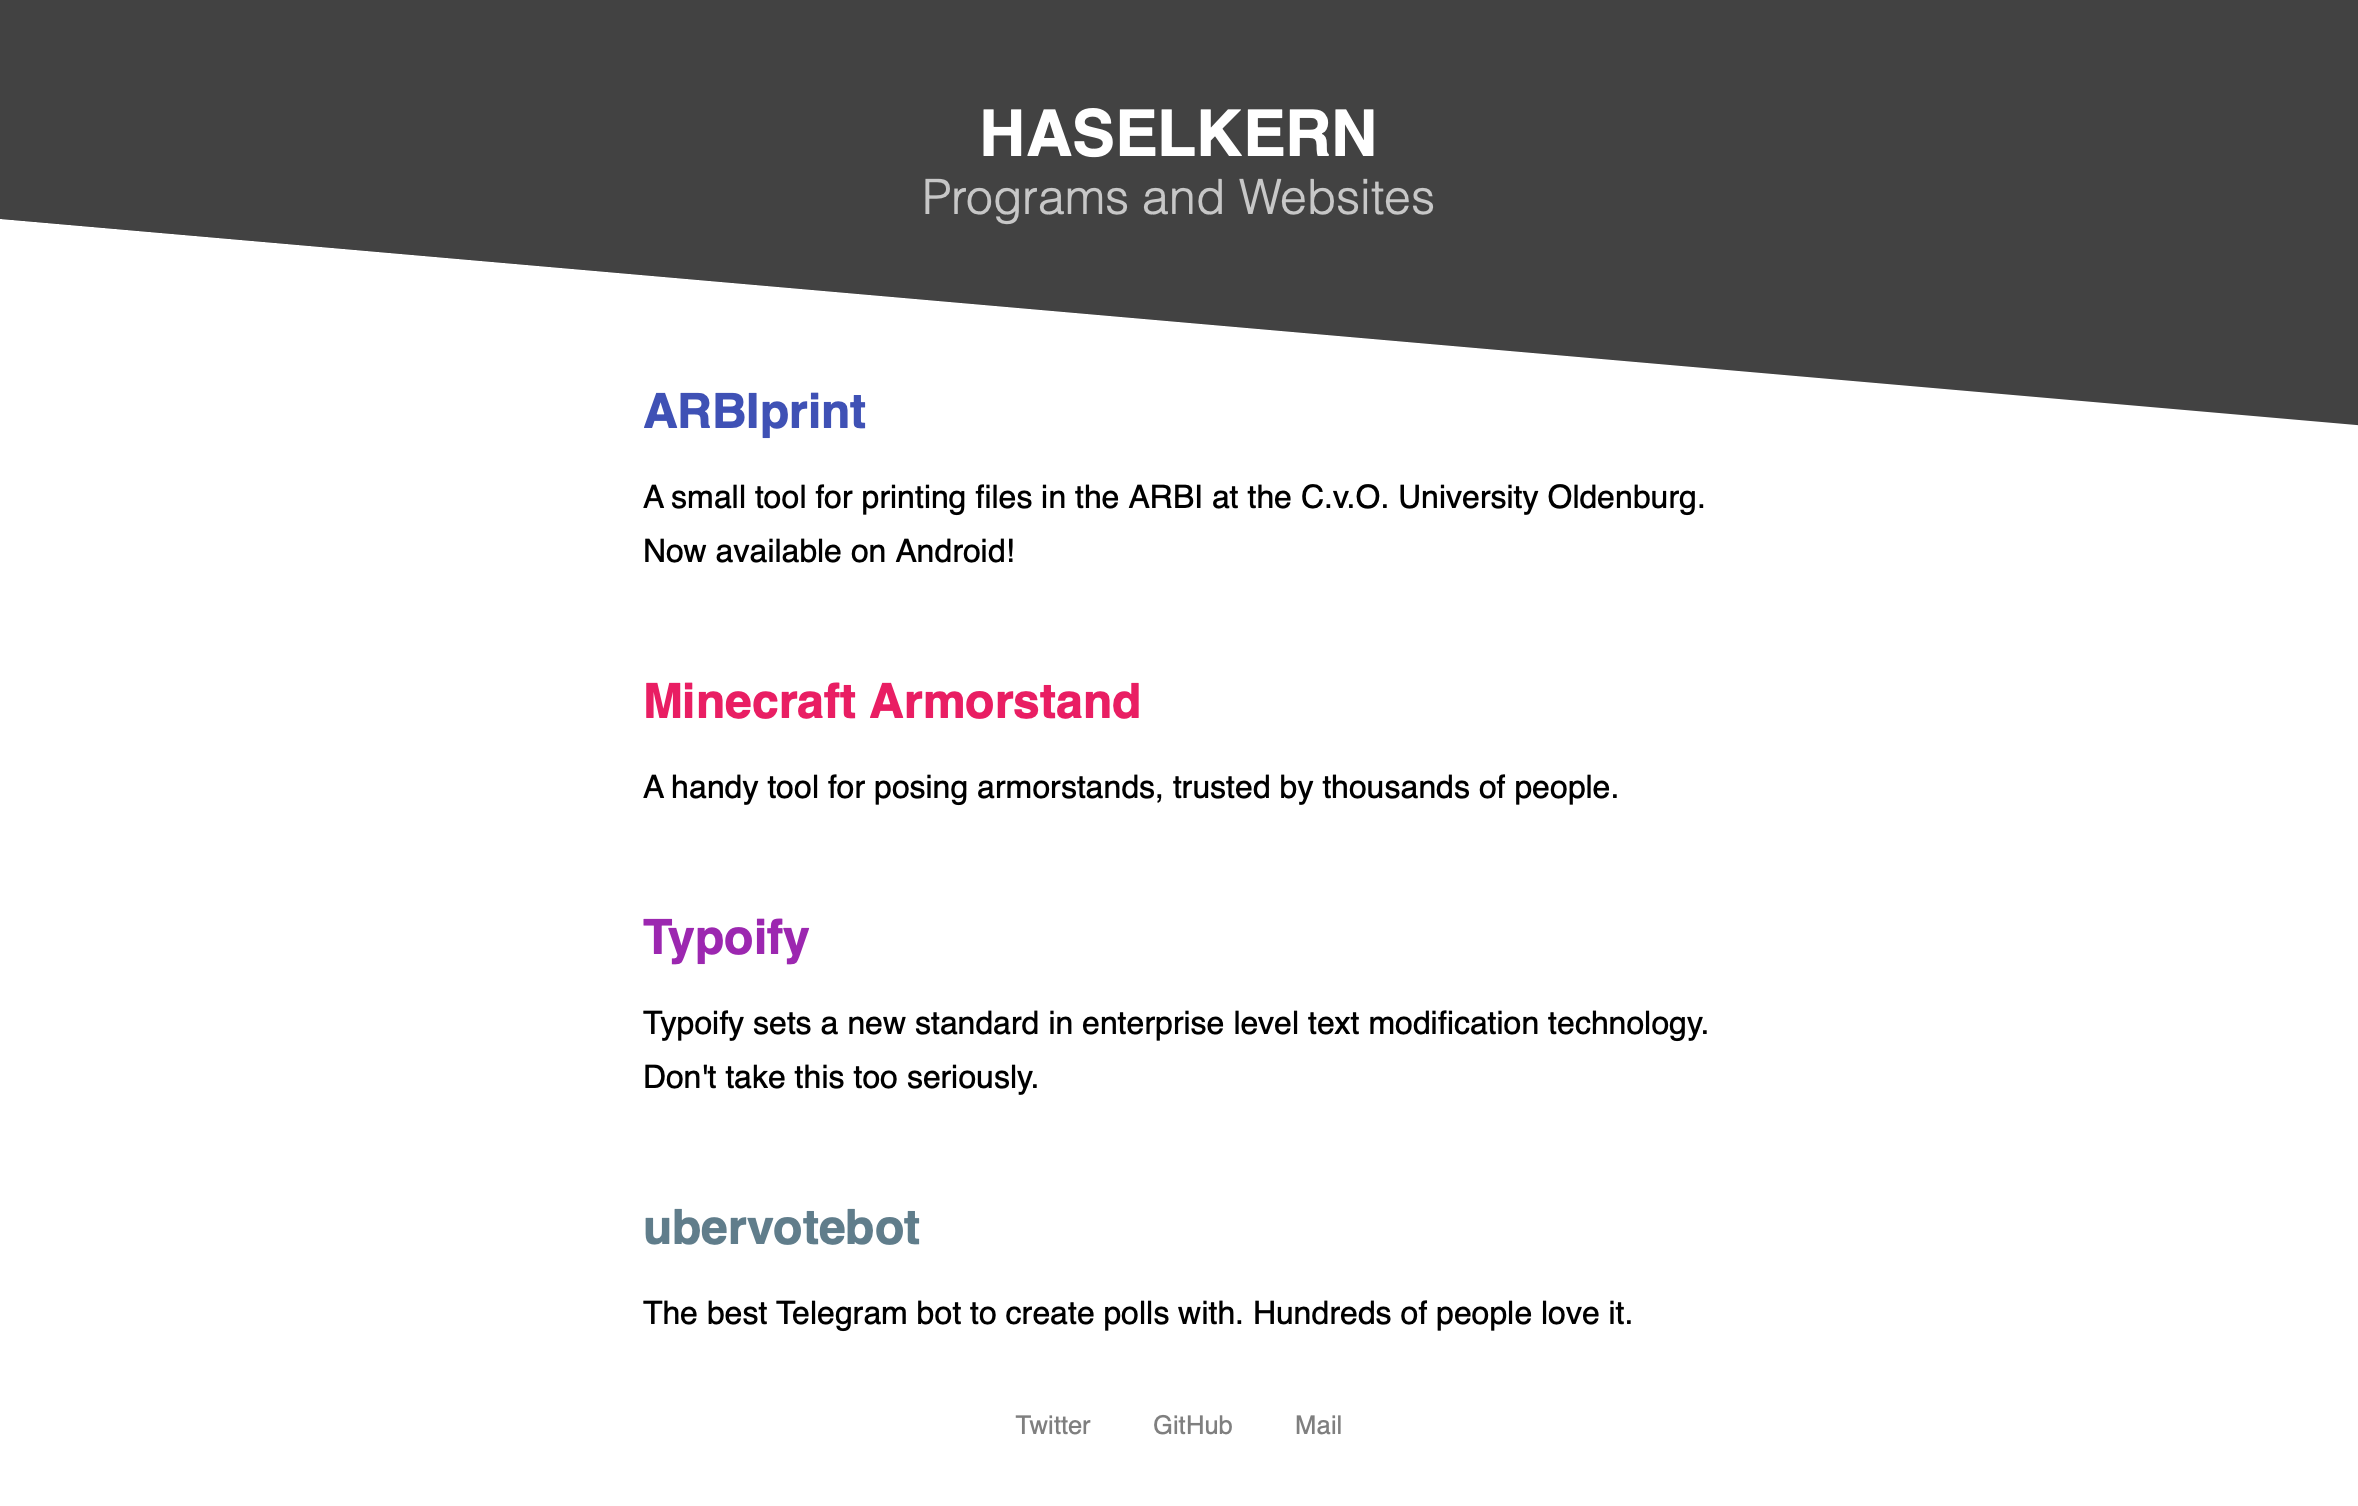 HASELKERN
Programs and Websites
ARBIprint
A small tool for printing files in the ARBI at the C.v.O. University Oldenburg.
Now available on Android!
Minecraft Armorstand
A handy tool for posing armorstands, trusted by thousands of people.
Typoify
Typoify sets a new standard in enterprise level text modification technology.
Don't take this too seriously.
ubervotebot
The best Telegram bot to create polls with. Hundreds of people love it.
Twitter GitHub Mail